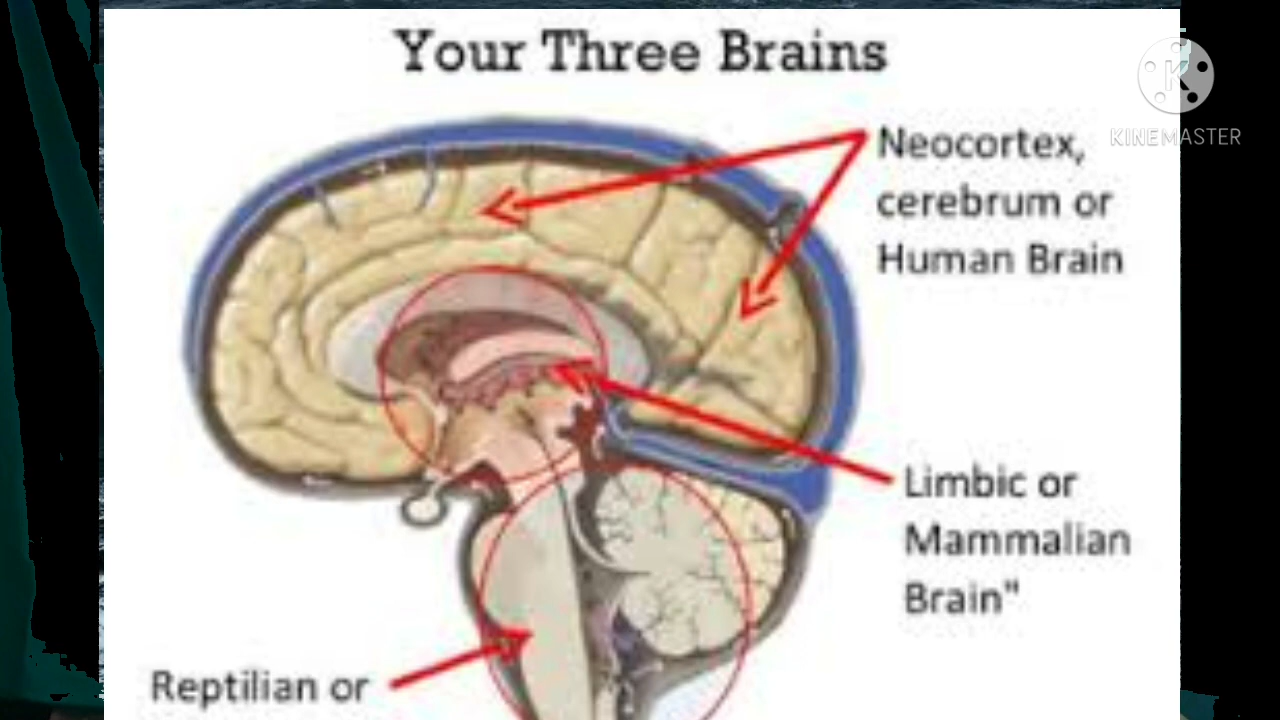 Your Three Brains
KINEMASTER
Neocortex,
cerebrum or
Human Brain
Limbic or
Mammalian
Brain"
Reptilian or